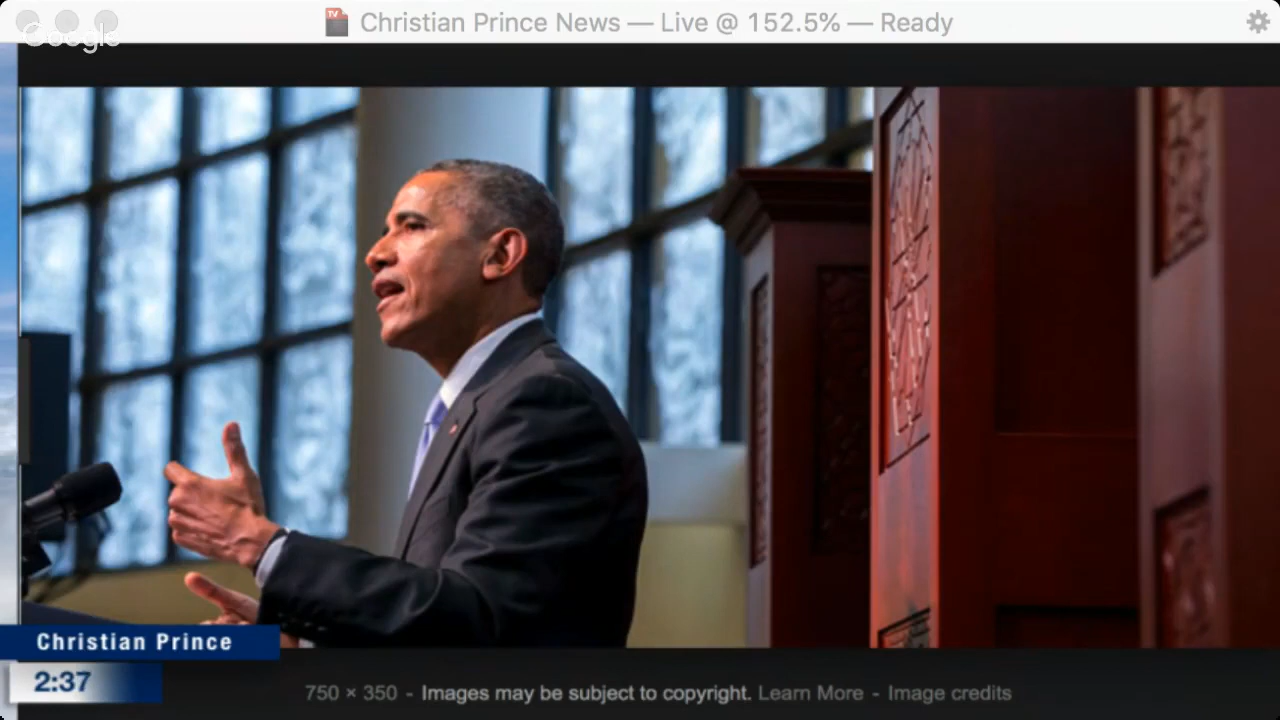 Christian Prince News — Live @ 152.5% — Ready
Google
Christian Prince
2:37
750 × 350 - Images may be subject to copyright. Learn More - Image credits